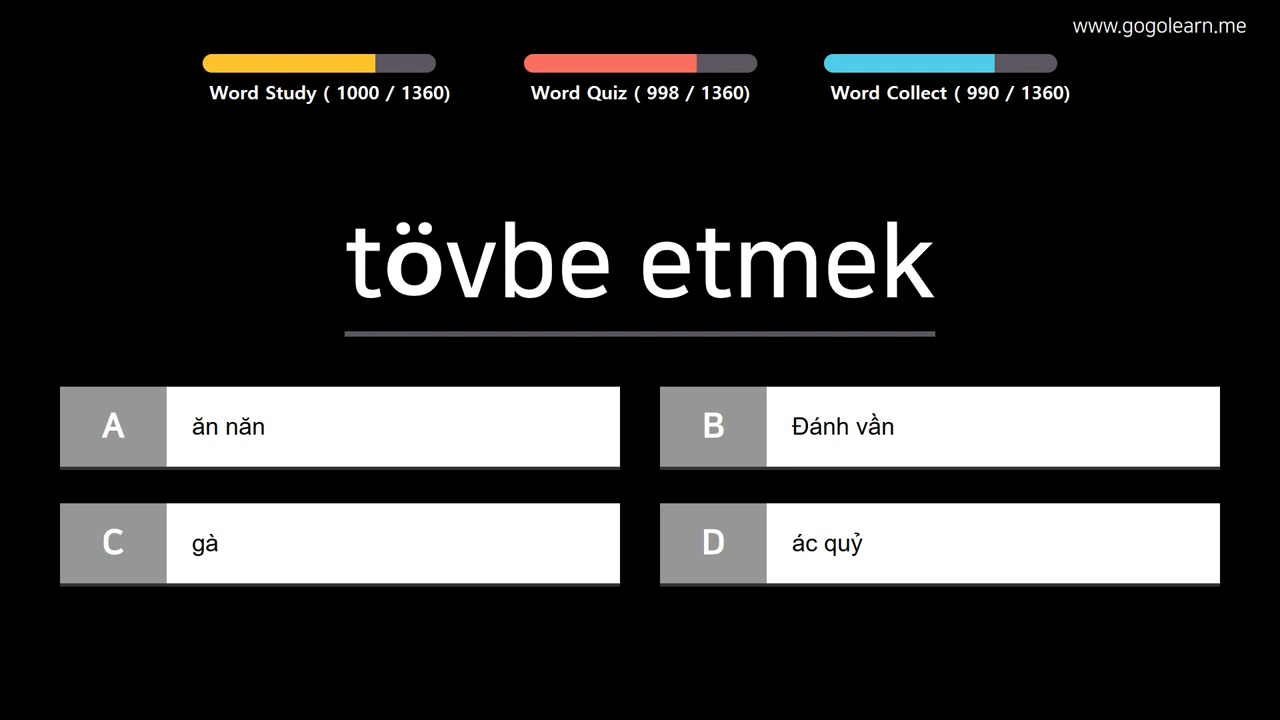 www.gogolearn.me
Word Study ( 1000 / 1360)
Word Quiz ( 998 / 1360)
Word Collect ( 990 / 1360)
tövbe etmek
A ăn năn
B Đánh vần
C gà
D ác quỷ